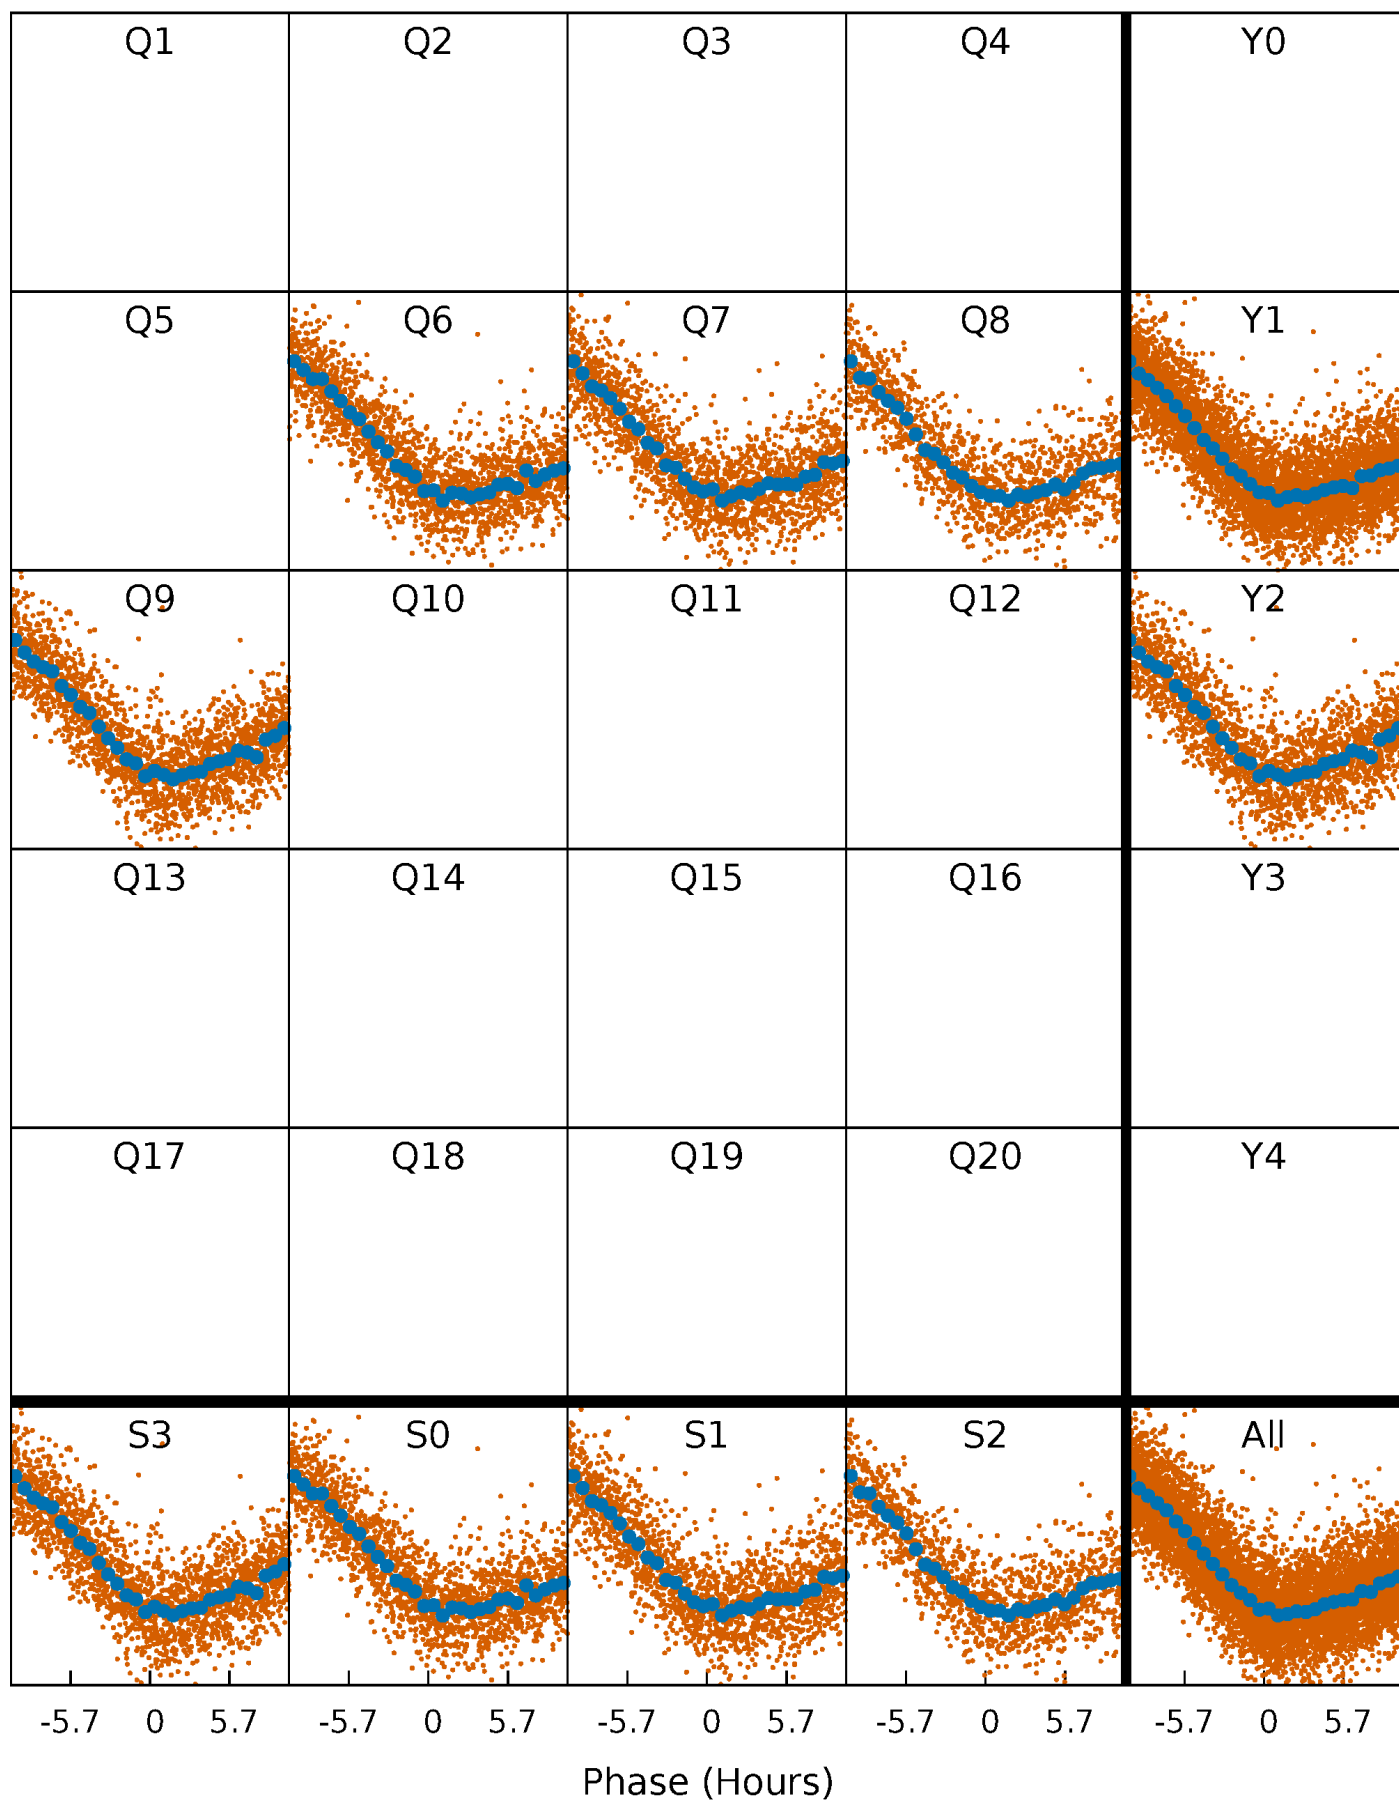 Q1 Q2 Q3 Q4 Y0
Q5 Q6 Q7 Q8 Y1
Q9 Q10 Q11 Q12 Y2
Q13 Q14 Q15 Q16 Y3
Q17 Q18 Q19 Q20 Y4
S3 S0 S1 S2 All
-5.7 0 5.7 -5.7 0 5.7 -5.7 0 5.7 -5.7 0 5.7 -5.7 0 5.7
Phase (Hours)